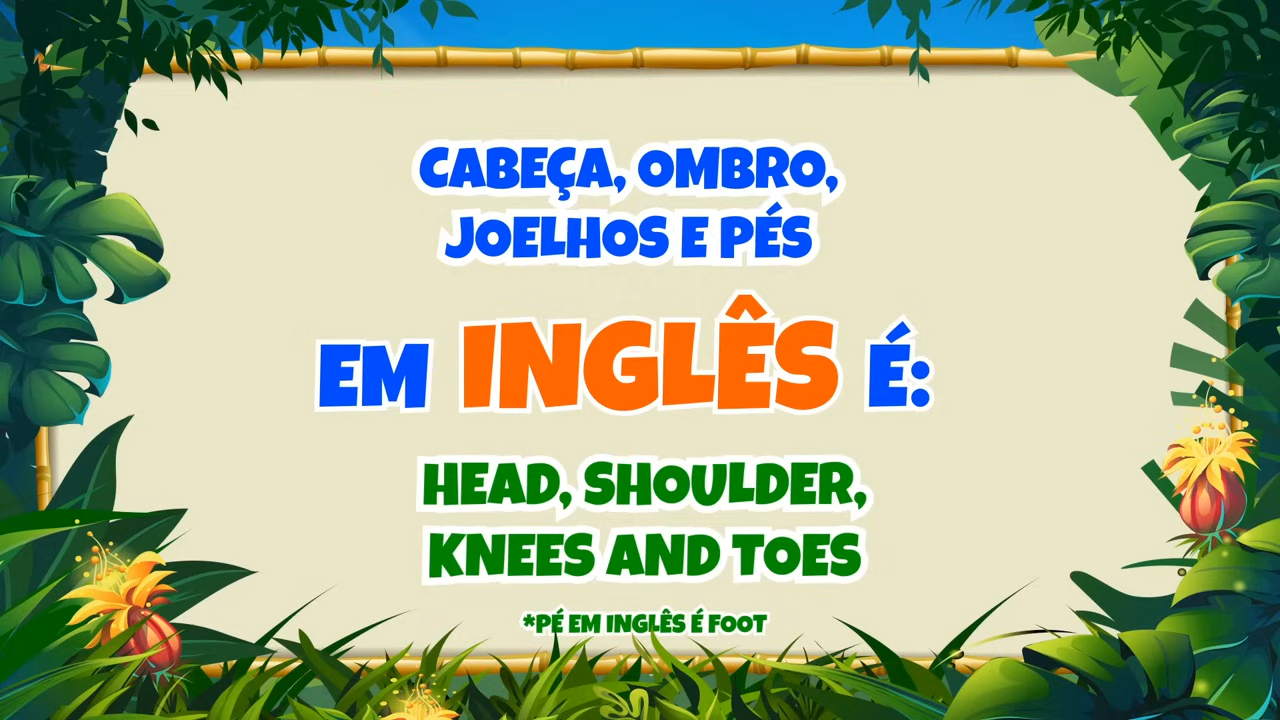 CABEÇA, OMBRO,
JOELHOS E PÉS
EM INGLÊS É:
HEAD, SHOULDER,
KNEES AND TOES
*PÉ EM INGLÊS É FOOT